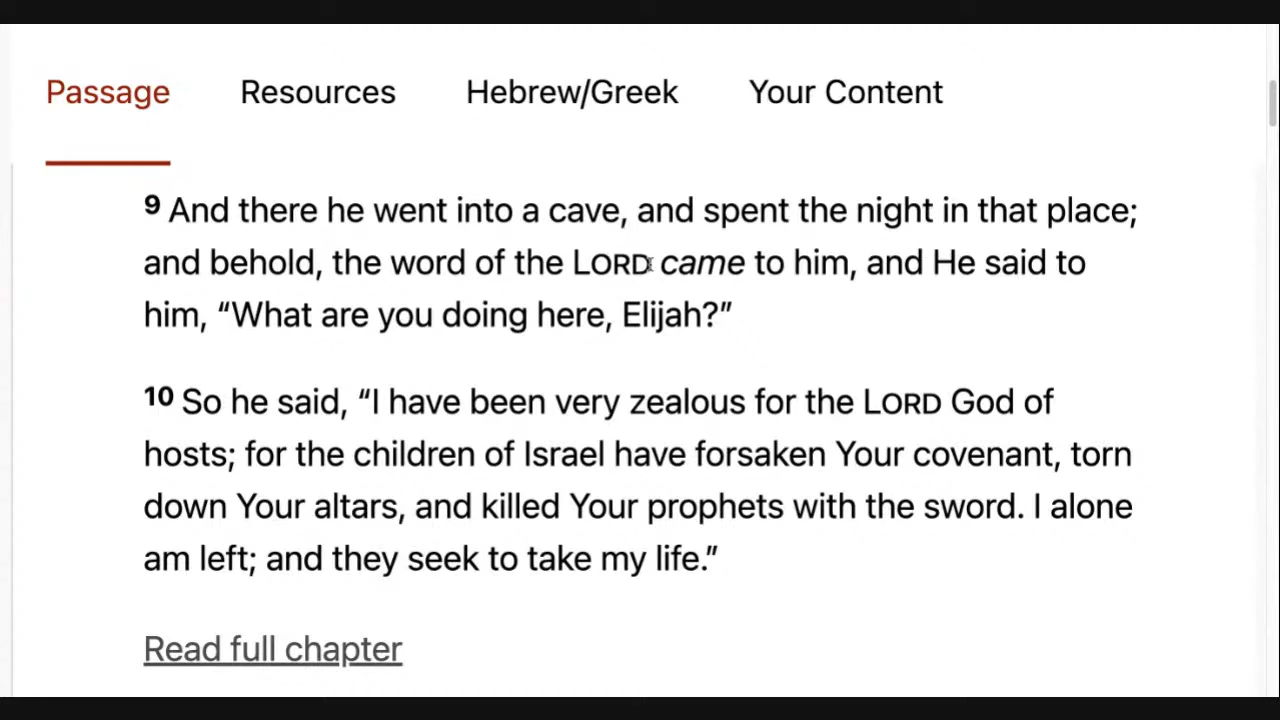 Passage Resources Hebrew/Greek Your Content
9 And there he went into a cave, and spent the night in that place;
and behold, the word of the LORD came to him, and He said to
him, “What are you doing here, Elijah?”
10 So he said, “I have been very zealous for the LORD God of
hosts; for the children of Israel have forsaken Your covenant, torn
down Your altars, and killed Your prophets with the sword. I alone
am left; and they seek to take my life.”
Read full chapter